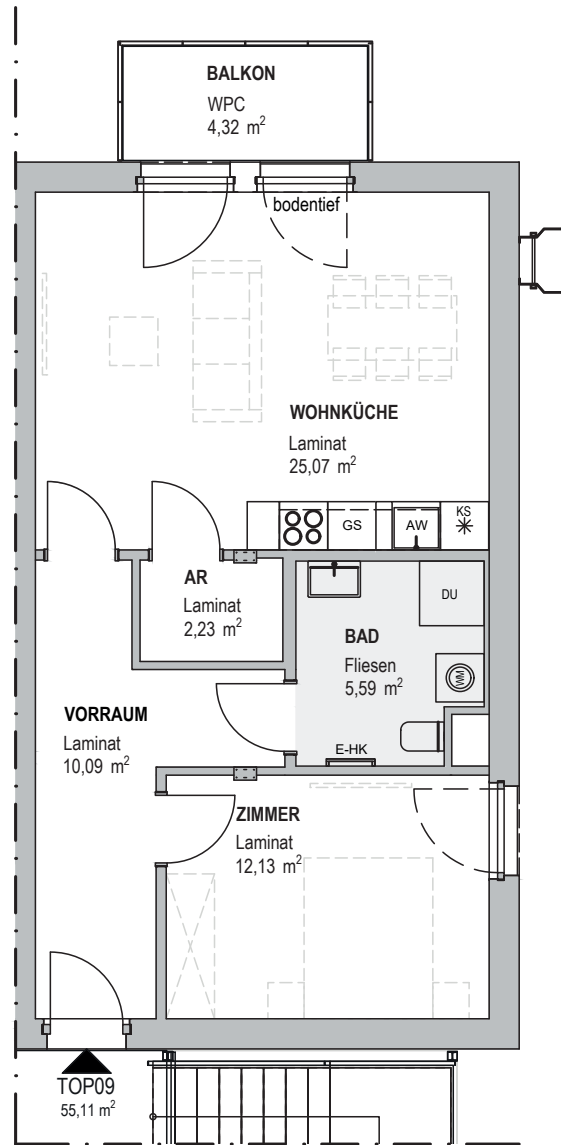 BALKON
WPC
4,32 m²
bodentief
WOHNKÜCHE
Laminat
25,07 m²
GS
AW
KS
AR
Laminat
2,23 m²
DU
BAD
Fliesen
5,59 m²
WM
VORRAUM
Laminat
10,09 m²
E-HK
ZIMMER
Laminat
12,13 m²
TOP09
55,11 m²